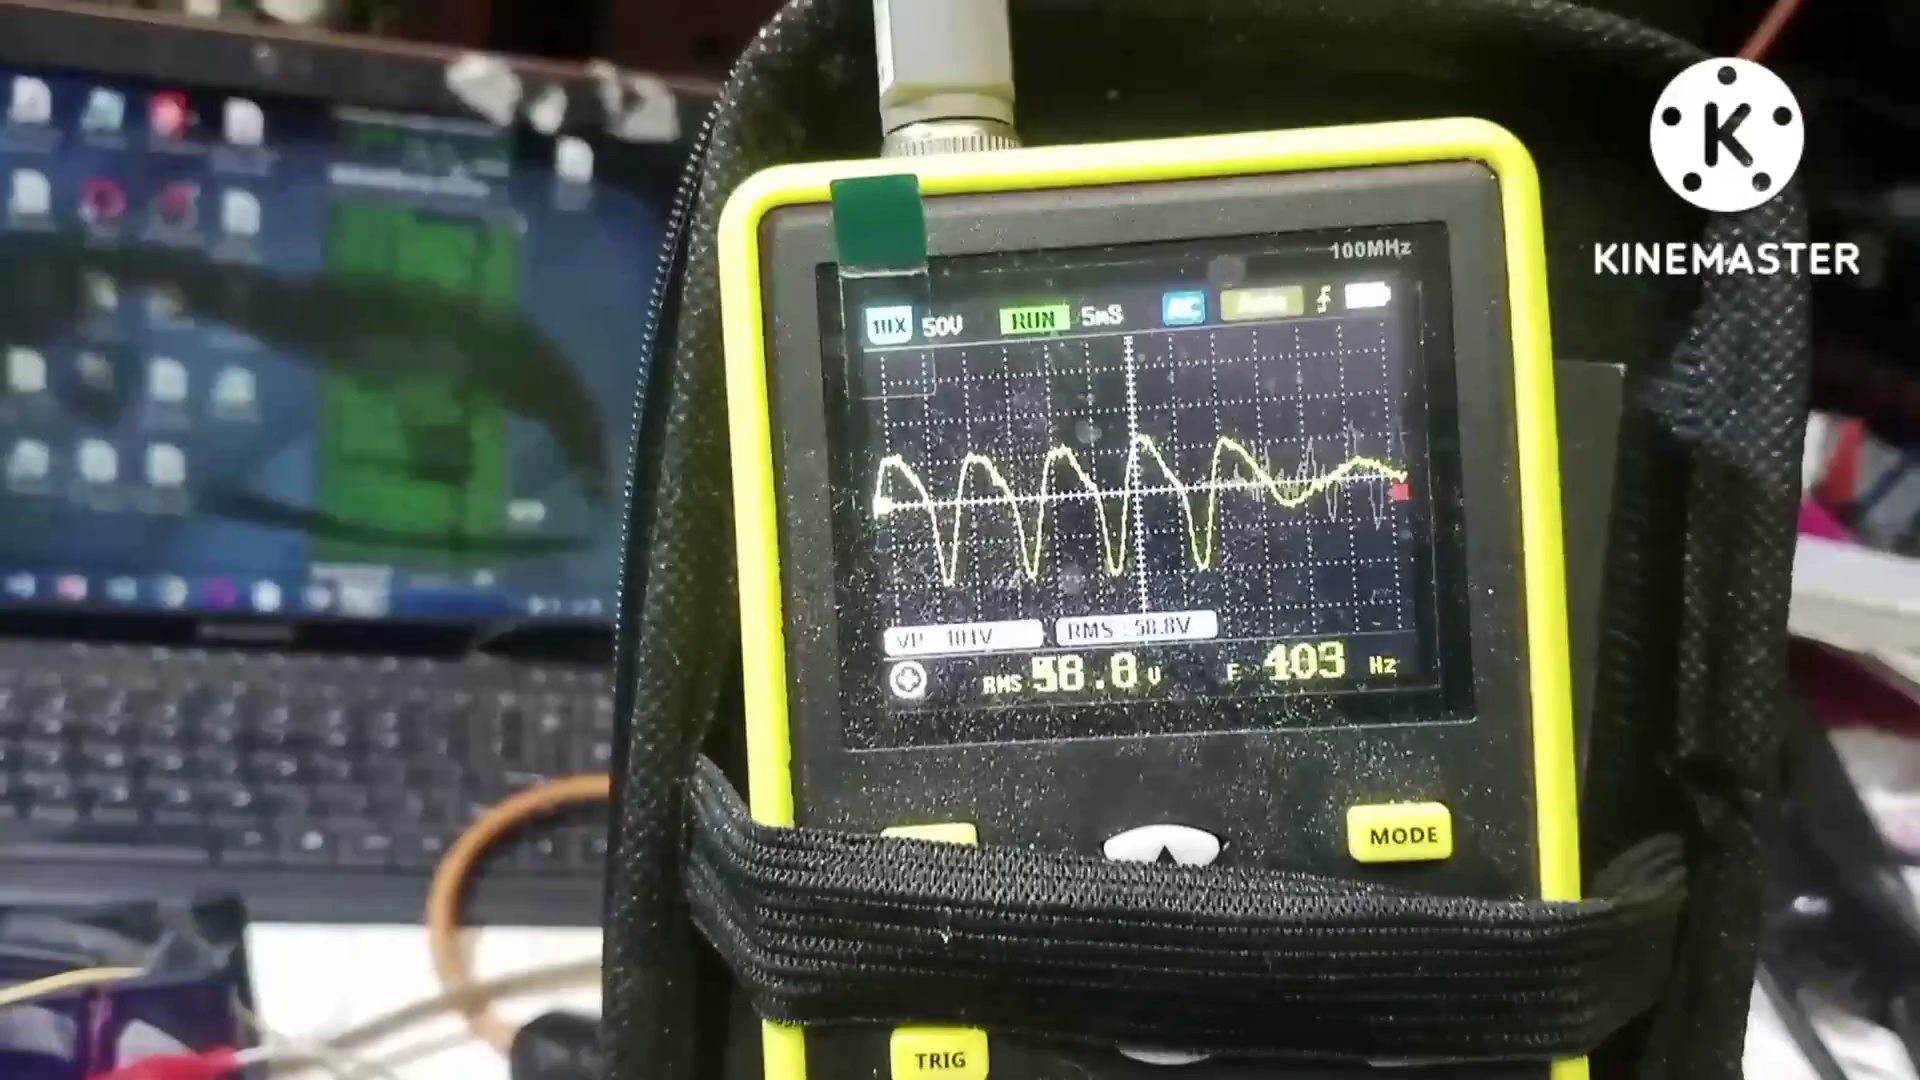 100MHz
10X 50V RUN 5mS AC Auto
VP 101V RMS : 58.8V
RMS 58.8 V F 403 Hz
MODE
TRIG
K
KINEMASTER